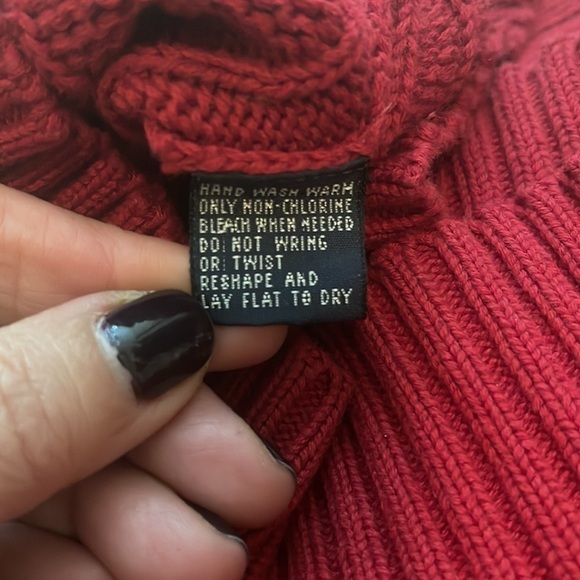 HAND WASH WARM
ONLY NON-CHLORINE
BLEACH WHEN NEEDED
DO NOT WRING
OR TWIST
RESHAPE AND
LAY FLAT TO DRY